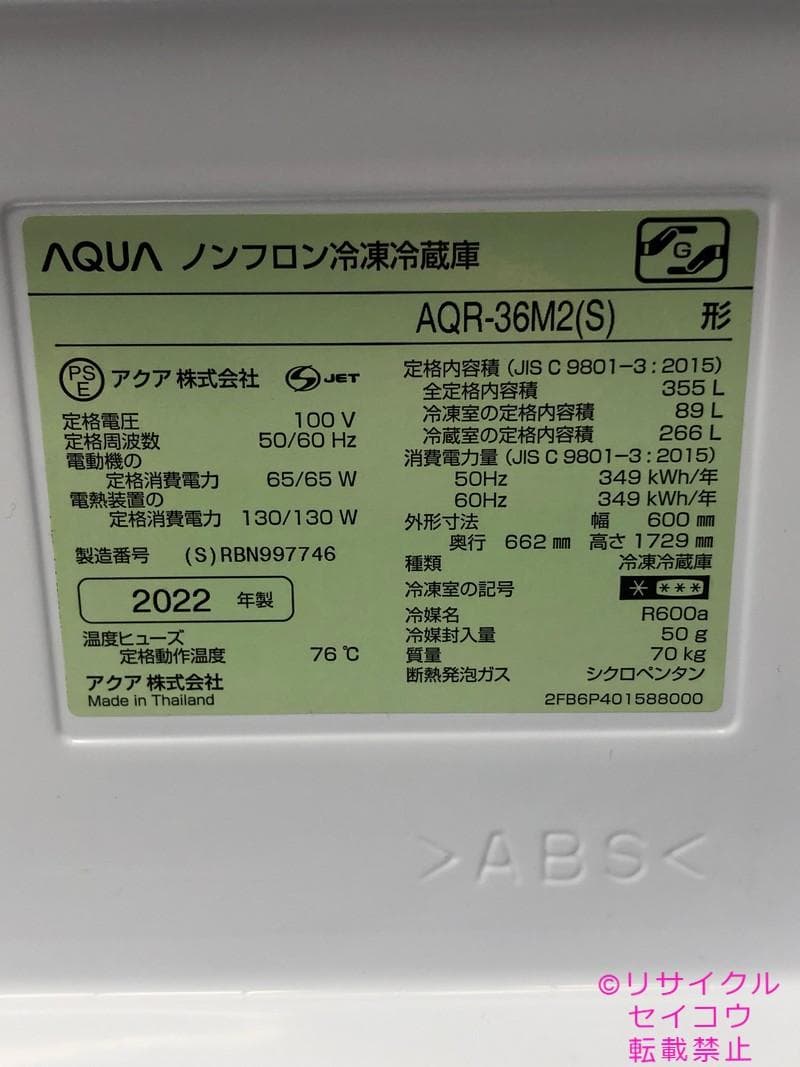 AQUA ノンフロン冷凍冷蔵庫
G
AQR-36M2(S) 形
PSE アクア 株式会社 S JET
定格電圧 100 V
定格周波数 50/60 Hz
電動機の
定格消費電力 65/65 W
電熱装置の
定格消費電力 130/130 W
製造番号 (S)RBN997746
2022 年製
温度ヒューズ
定格動作温度 76 ℃
アクア 株式会社
Made in Thailand
定格内容積 (JIS C 9801-3:2015)
全定格内容積 355 L
冷凍室の定格内容積 89 L
冷蔵室の定格内容積 266 L
消費電力量 (JIS C 9801-3:2015)
50Hz 349 kWh/年
60Hz 349 kWh/年
外形寸法 幅 600 ㎜
奥行 662 ㎜ 高さ 1729 ㎜
種類 冷凍冷蔵庫
冷凍室の記号 * ***
冷媒名 R600a
冷媒封入量 50 g
質量 70 kg
断熱発泡ガス シクロペンタン
2FB6P401588000
>ABS<
©リサイクル
セイコウ
転載禁止